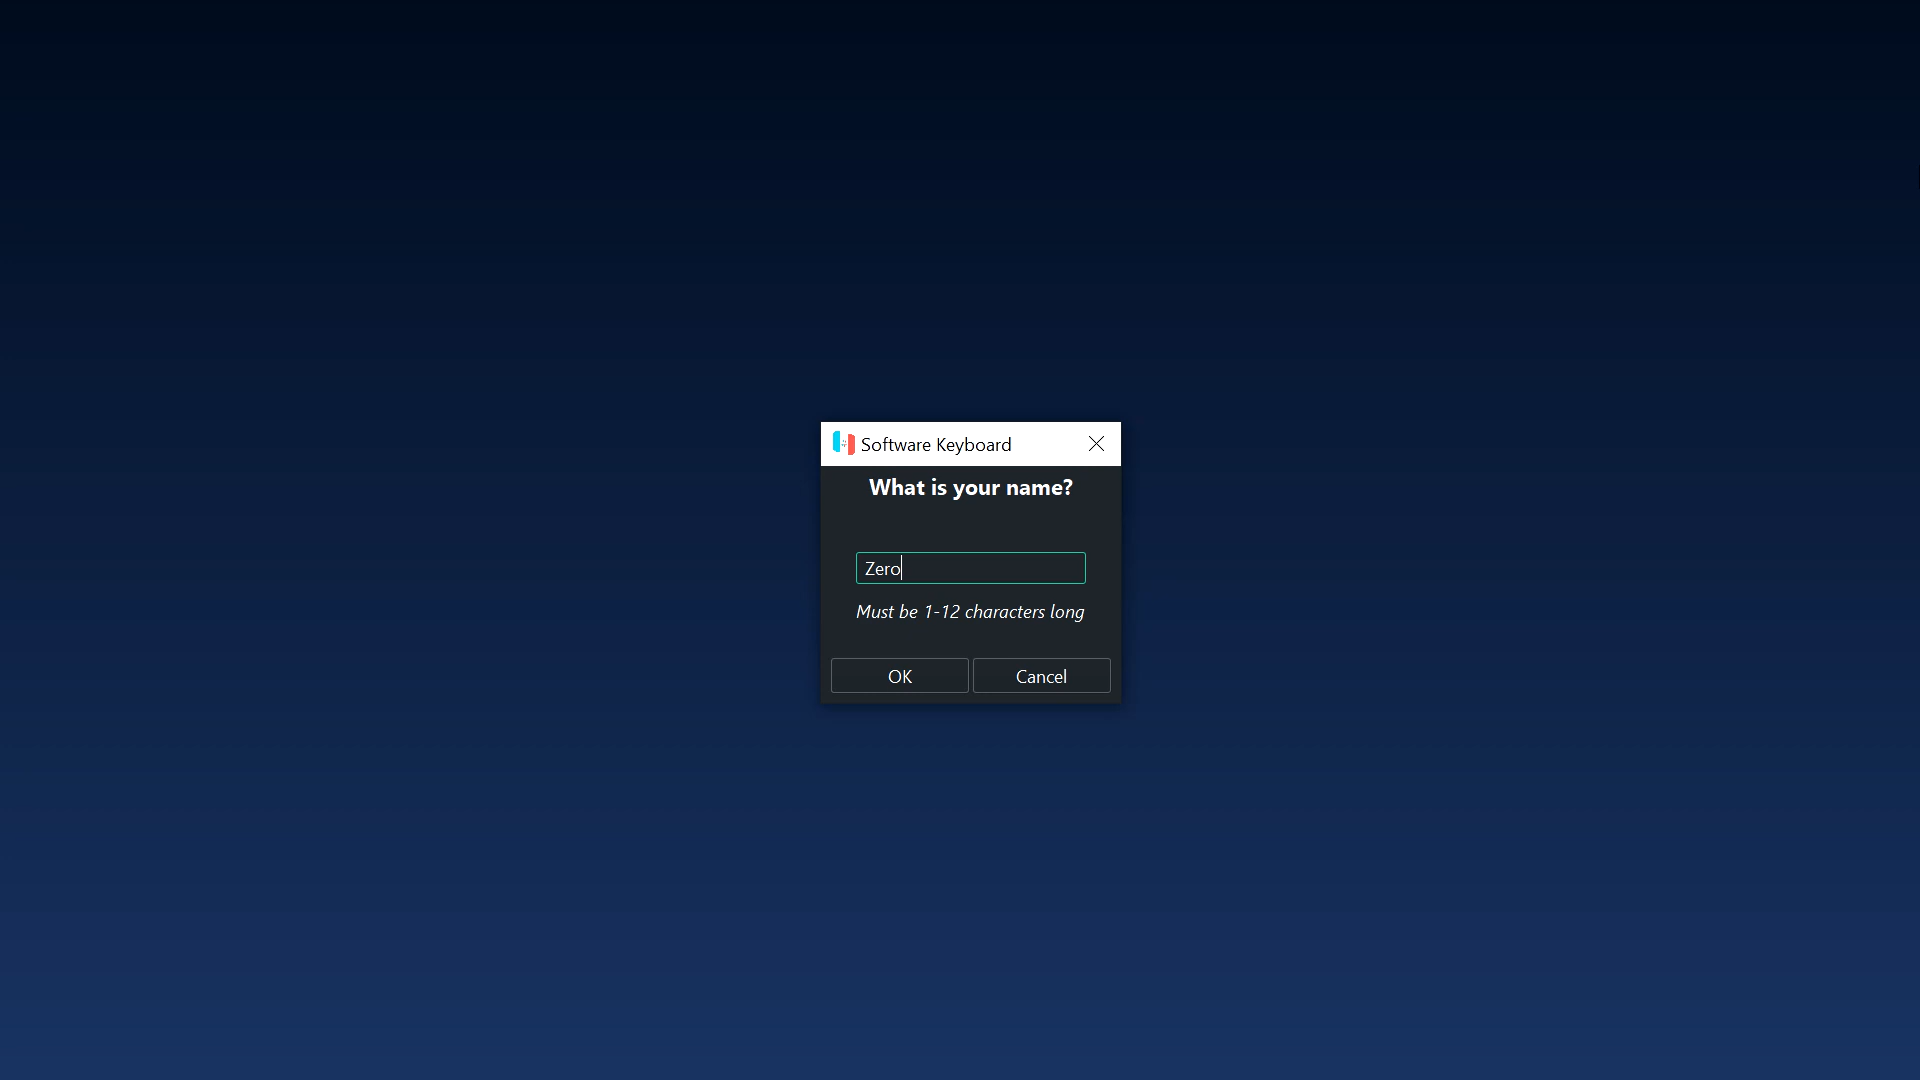 Software Keyboard
What is your name?
Zero
Must be 1-12 characters long
OK
Cancel